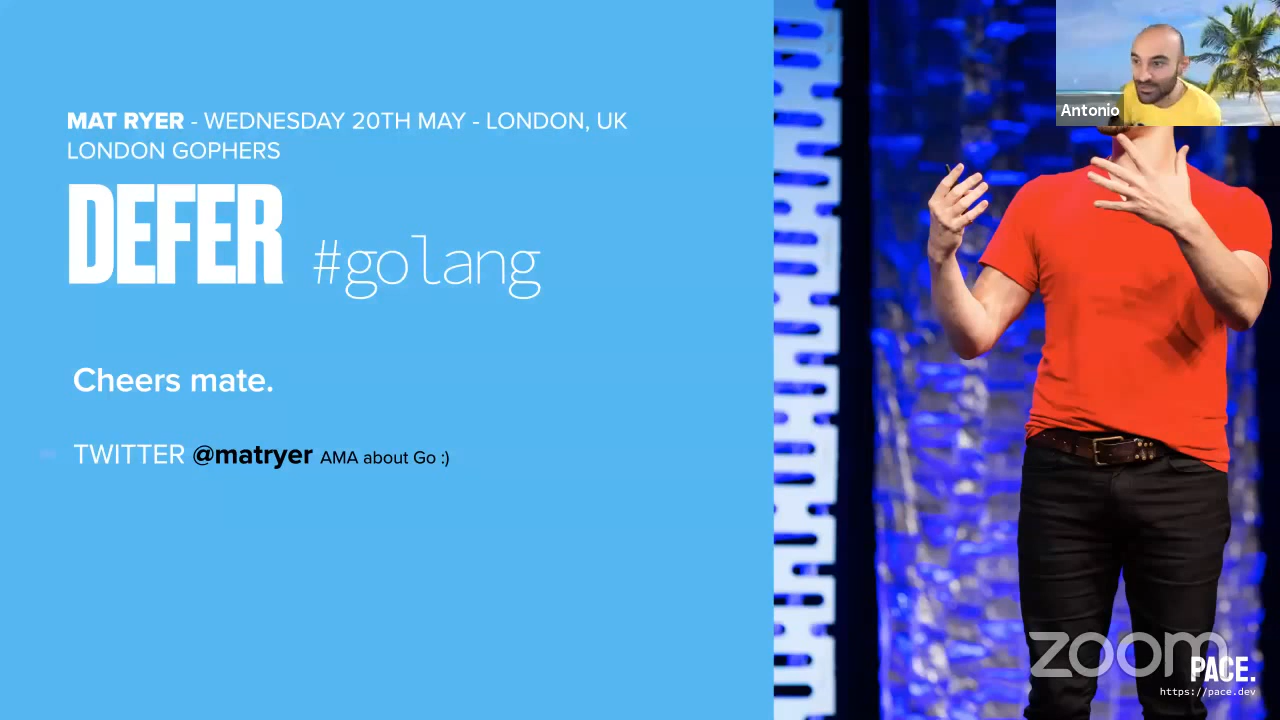 MAT RYER - WEDNESDAY 20TH MAY - LONDON, UK
LONDON GOPHERS
DEFER #golang
Cheers mate.
TWITTER @matryer AMA about Go :)
Antonio
zoom
PACE.
https://pace.dev